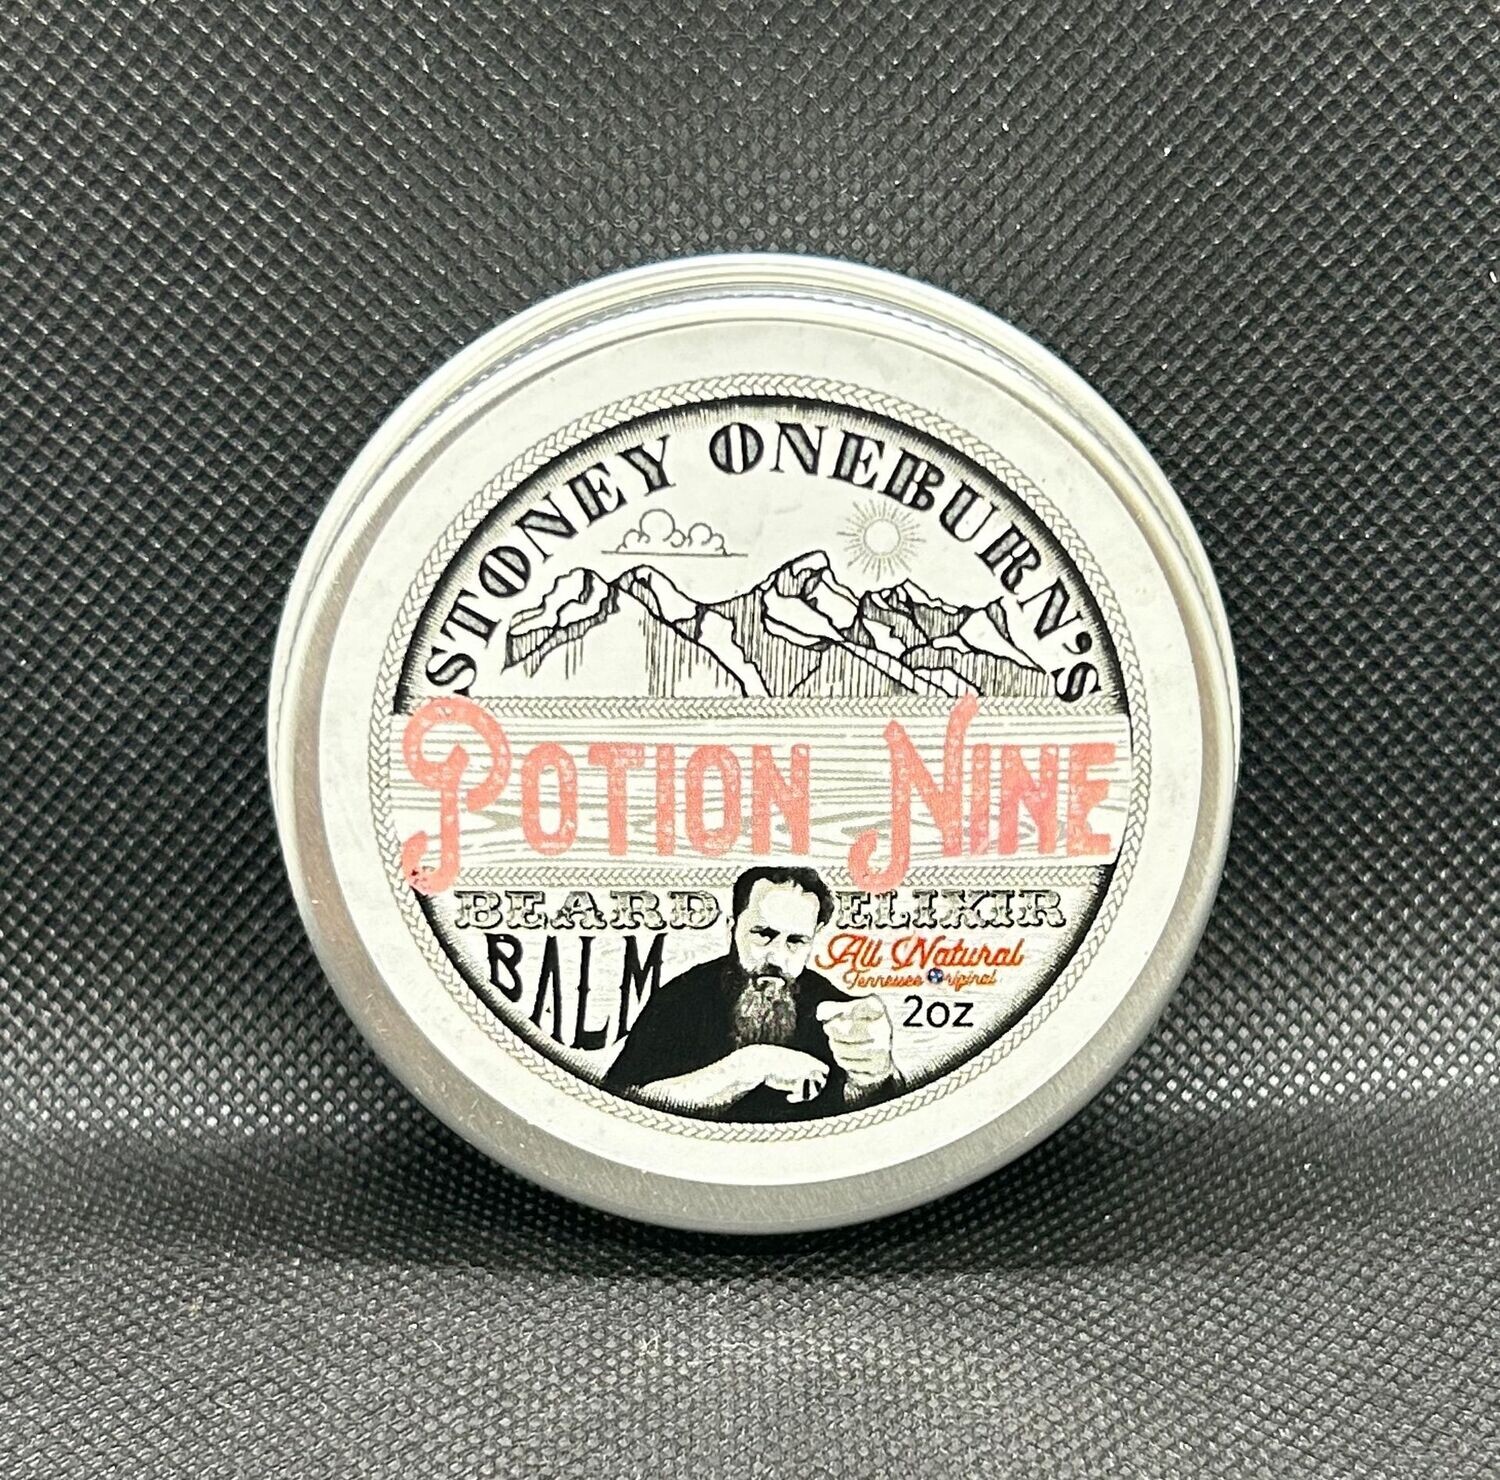 STONEY ONEBURN'S
POTION NINE
BEARD ELIXIR
BALM
All Natural
Tennessee Original
2oz